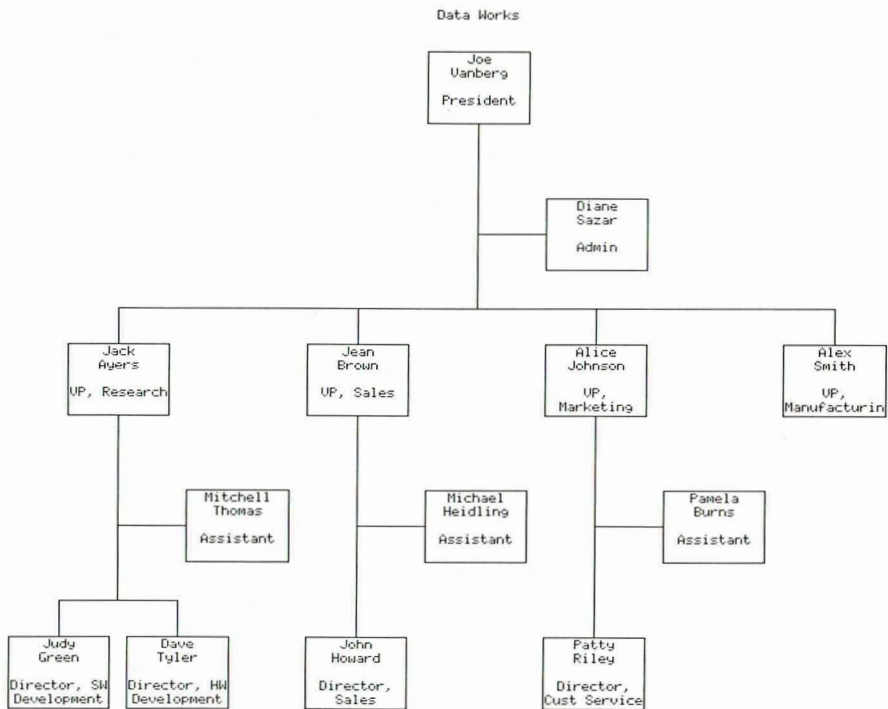 Data Works
Joe
Vanberg
President
Diane
Sazar
Admin
Jack
Ayers
VP, Research
Jean
Brown
VP, Sales
Alice
Johnson
VP,
Marketing
Alex
Smith
VP,
Manufacturin
Mitchell
Thomas
Assistant
Michael
Heidling
Assistant
Pamela
Burns
Assistant
Judy
Green
Director, SW
Development
Dave
Tyler
Director, HW
Development
John
Howard
Director,
Sales
Patty
Riley
Director,
Cust Service